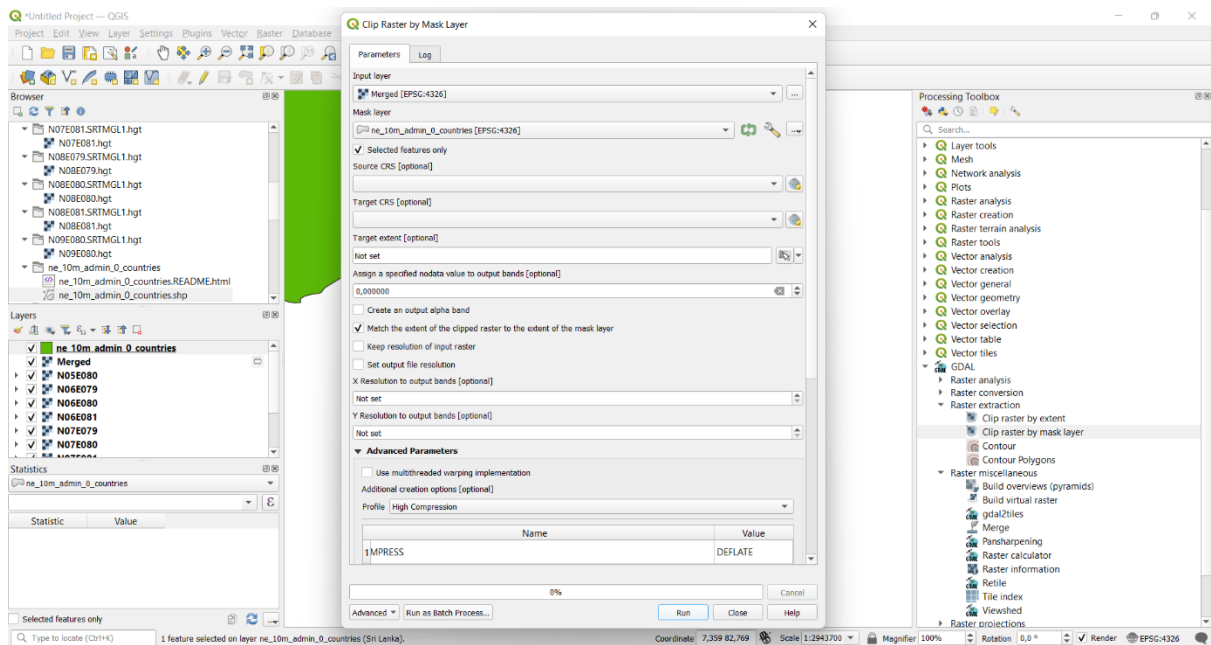 *Untitled Project — QGIS
Project Edit View Layer Settings Plugins Vector Raster Database
Browser
N07E081.SRTMGL1.hgt
N07E081.hgt
N08E079.SRTMGL1.hgt
N08E079.hgt
N08E080.SRTMGL1.hgt
N08E080.hgt
N08E081.SRTMGL1.hgt
N08E081.hgt
N09E080.SRTMGL1.hgt
N09E080.hgt
ne_10m_admin_0_countries
ne_10m_admin_0_countries.README.html
ne_10m_admin_0_countries.shp
Layers
ne_10m_admin_0_countries
Merged
N05E080
N06E079
N06E080
N06E081
N07E079
N07E080
Statistics
ne_10m_admin_0_countries
ε
Statistic Value
Selected features only
Clip Raster by Mask Layer
Parameters Log
Input layer
Merged [EPSG:4326]
Mask layer
ne_10m_admin_0_countries [EPSG:4326]
Selected features only
Source CRS [optional]
Target CRS [optional]
Target extent [optional]
Not set
Assign a specified nodata value to output bands [optional]
0,000000
Create an output alpha band
Match the extent of the clipped raster to the extent of the mask layer
Keep resolution of input raster
Set output file resolution
X Resolution to output bands [optional]
Not set
Y Resolution to output bands [optional]
Not set
Advanced Parameters
Use multithreaded warping implementation
Additional creation options [optional]
Profile High Compression
Name Value
1 MPRESS DEFLATE
0% Cancel
Advanced Run as Batch Process... Run Close Help
Processing Toolbox
Search...
Layer tools
Mesh
Network analysis
Plots
Raster analysis
Raster creation
Raster terrain analysis
Raster tools
Vector analysis
Vector creation
Vector general
Vector geometry
Vector overlay
Vector selection
Vector table
Vector tiles
GDAL
Raster analysis
Raster conversion
Raster extraction
Clip raster by extent
Clip raster by mask layer
Contour
Contour Polygons
Raster miscellaneous
Build overviews (pyramids)
Build virtual raster
gdal2tiles
Merge
Pansharpening
Raster calculator
Raster information
Retile
Tile index
Viewshed
Raster projections
Type to locate (Ctrl+K) 1 feature selected on layer ne_10m_admin_0_countries (Sri Lanka). Coordinate 7,359 82,769 Scale 1:2943700 Magnifier 100% Rotation 0,0 ° Render EPSG:4326